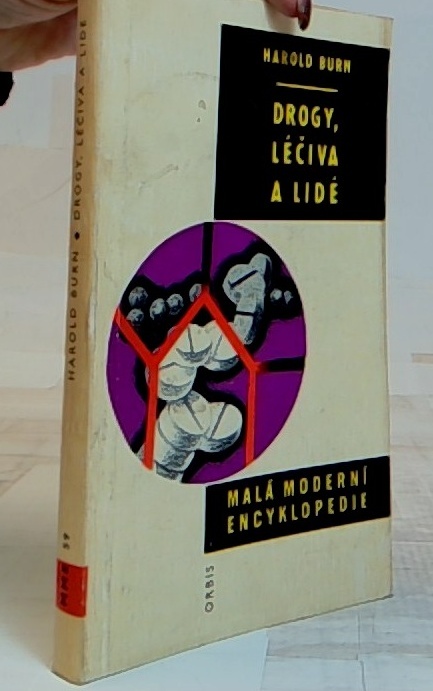 HAROLD BURN
DROGY,
LÉČIVA
A LIDÉ
MALÁ MODERNÍ
ENCYKLOPEDIE
ORBIS
HAROLD BURN • DROGY, LÉČIVA A LIDÉ
59
MME